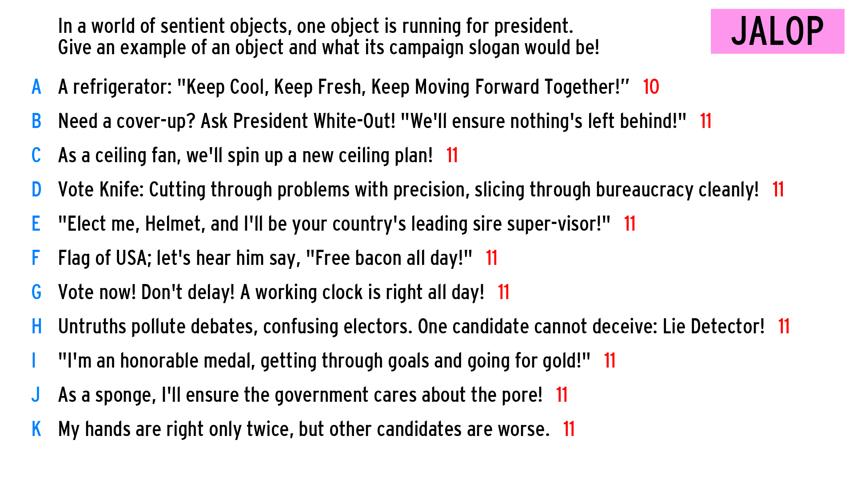 In a world of sentient objects, one object is running for president.
Give an example of an object and what its campaign slogan would be!
JALOP
A A refrigerator: "Keep Cool, Keep Fresh, Keep Moving Forward Together!” 10
B Need a cover-up? Ask President White-Out! "We'll ensure nothing's left behind!" 11
C As a ceiling fan, we'll spin up a new ceiling plan! 11
D Vote Knife: Cutting through problems with precision, slicing through bureaucracy cleanly! 11
E "Elect me, Helmet, and I'll be your country's leading sire super-visor!" 11
F Flag of USA; let's hear him say, "Free bacon all day!" 11
G Vote now! Don't delay! A working clock is right all day! 11
H Untruths pollute debates, confusing electors. One candidate cannot deceive: Lie Detector! 11
I "I'm an honorable medal, getting through goals and going for gold!" 11
J As a sponge, I'll ensure the government cares about the pore! 11
K My hands are right only twice, but other candidates are worse. 11